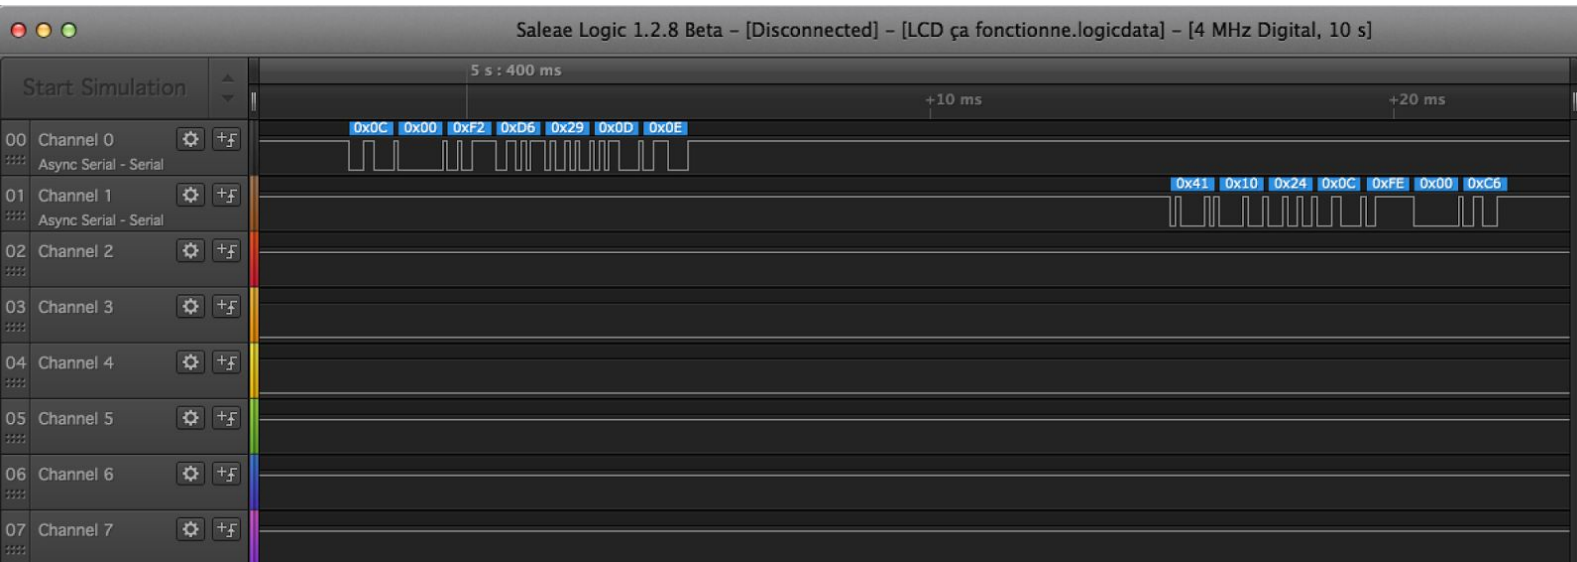 Saleae Logic 1.2.8 Beta – [Disconnected] – [LCD ça fonctionne.logicdata] – [4 MHz Digital, 10 s]
Start Simulation
5 s : 400 ms
+10 ms
+20 ms
00 Channel 0
Async Serial - Serial
0x0C 0x00 0xF2 0xD6 0x29 0x0D 0x0E
01 Channel 1
Async Serial - Serial
0x41 0x10 0x24 0x0C 0xFE 0x00 0xC6
02 Channel 2
03 Channel 3
04 Channel 4
05 Channel 5
06 Channel 6
07 Channel 7